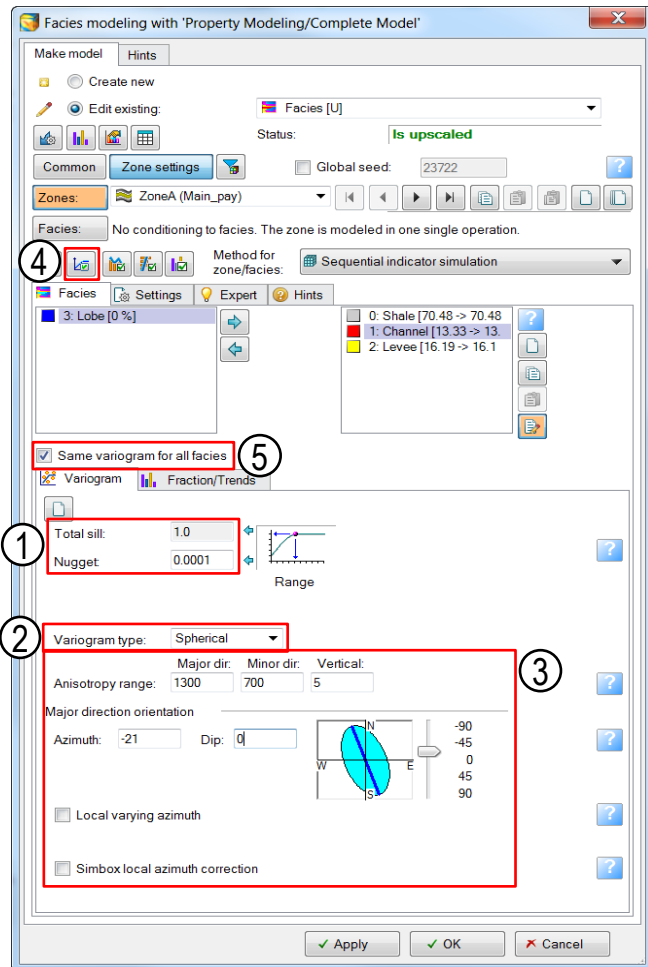 Facies modeling with 'Property Modeling/Complete Model'
Make model Hints
Create new
Edit existing: Facies [U]
Status: Is upscaled
Common Zone settings Global seed: 23722 ?
Zones: ZoneA (Main_pay)
Facies: No conditioning to facies. The zone is modeled in one single operation.
4 Method for zone/facies: Sequential indicator simulation
Facies Settings Expert ? Hints
3: Lobe [0 %] 0: Shale [70.48 -> 70.48 ?
1: Channel [13.33 -> 13.
2: Levee [16.19 -> 16.1
Same variogram for all facies 5
Variogram Fraction/Trends
1 Total sill: 1.0
Nugget: 0.0001 ?
Range
2 Variogram type: Spherical
3
Major dir: Minor dir: Vertical:
Anisotropy range: 1300 700 5 ?
Major direction orientation
Azimuth: -21 Dip: 0 ?
N
W E
S
-90
-45
0
45
90
Local varying azimuth ?
Simbox local azimuth correction ?
Apply OK Cancel